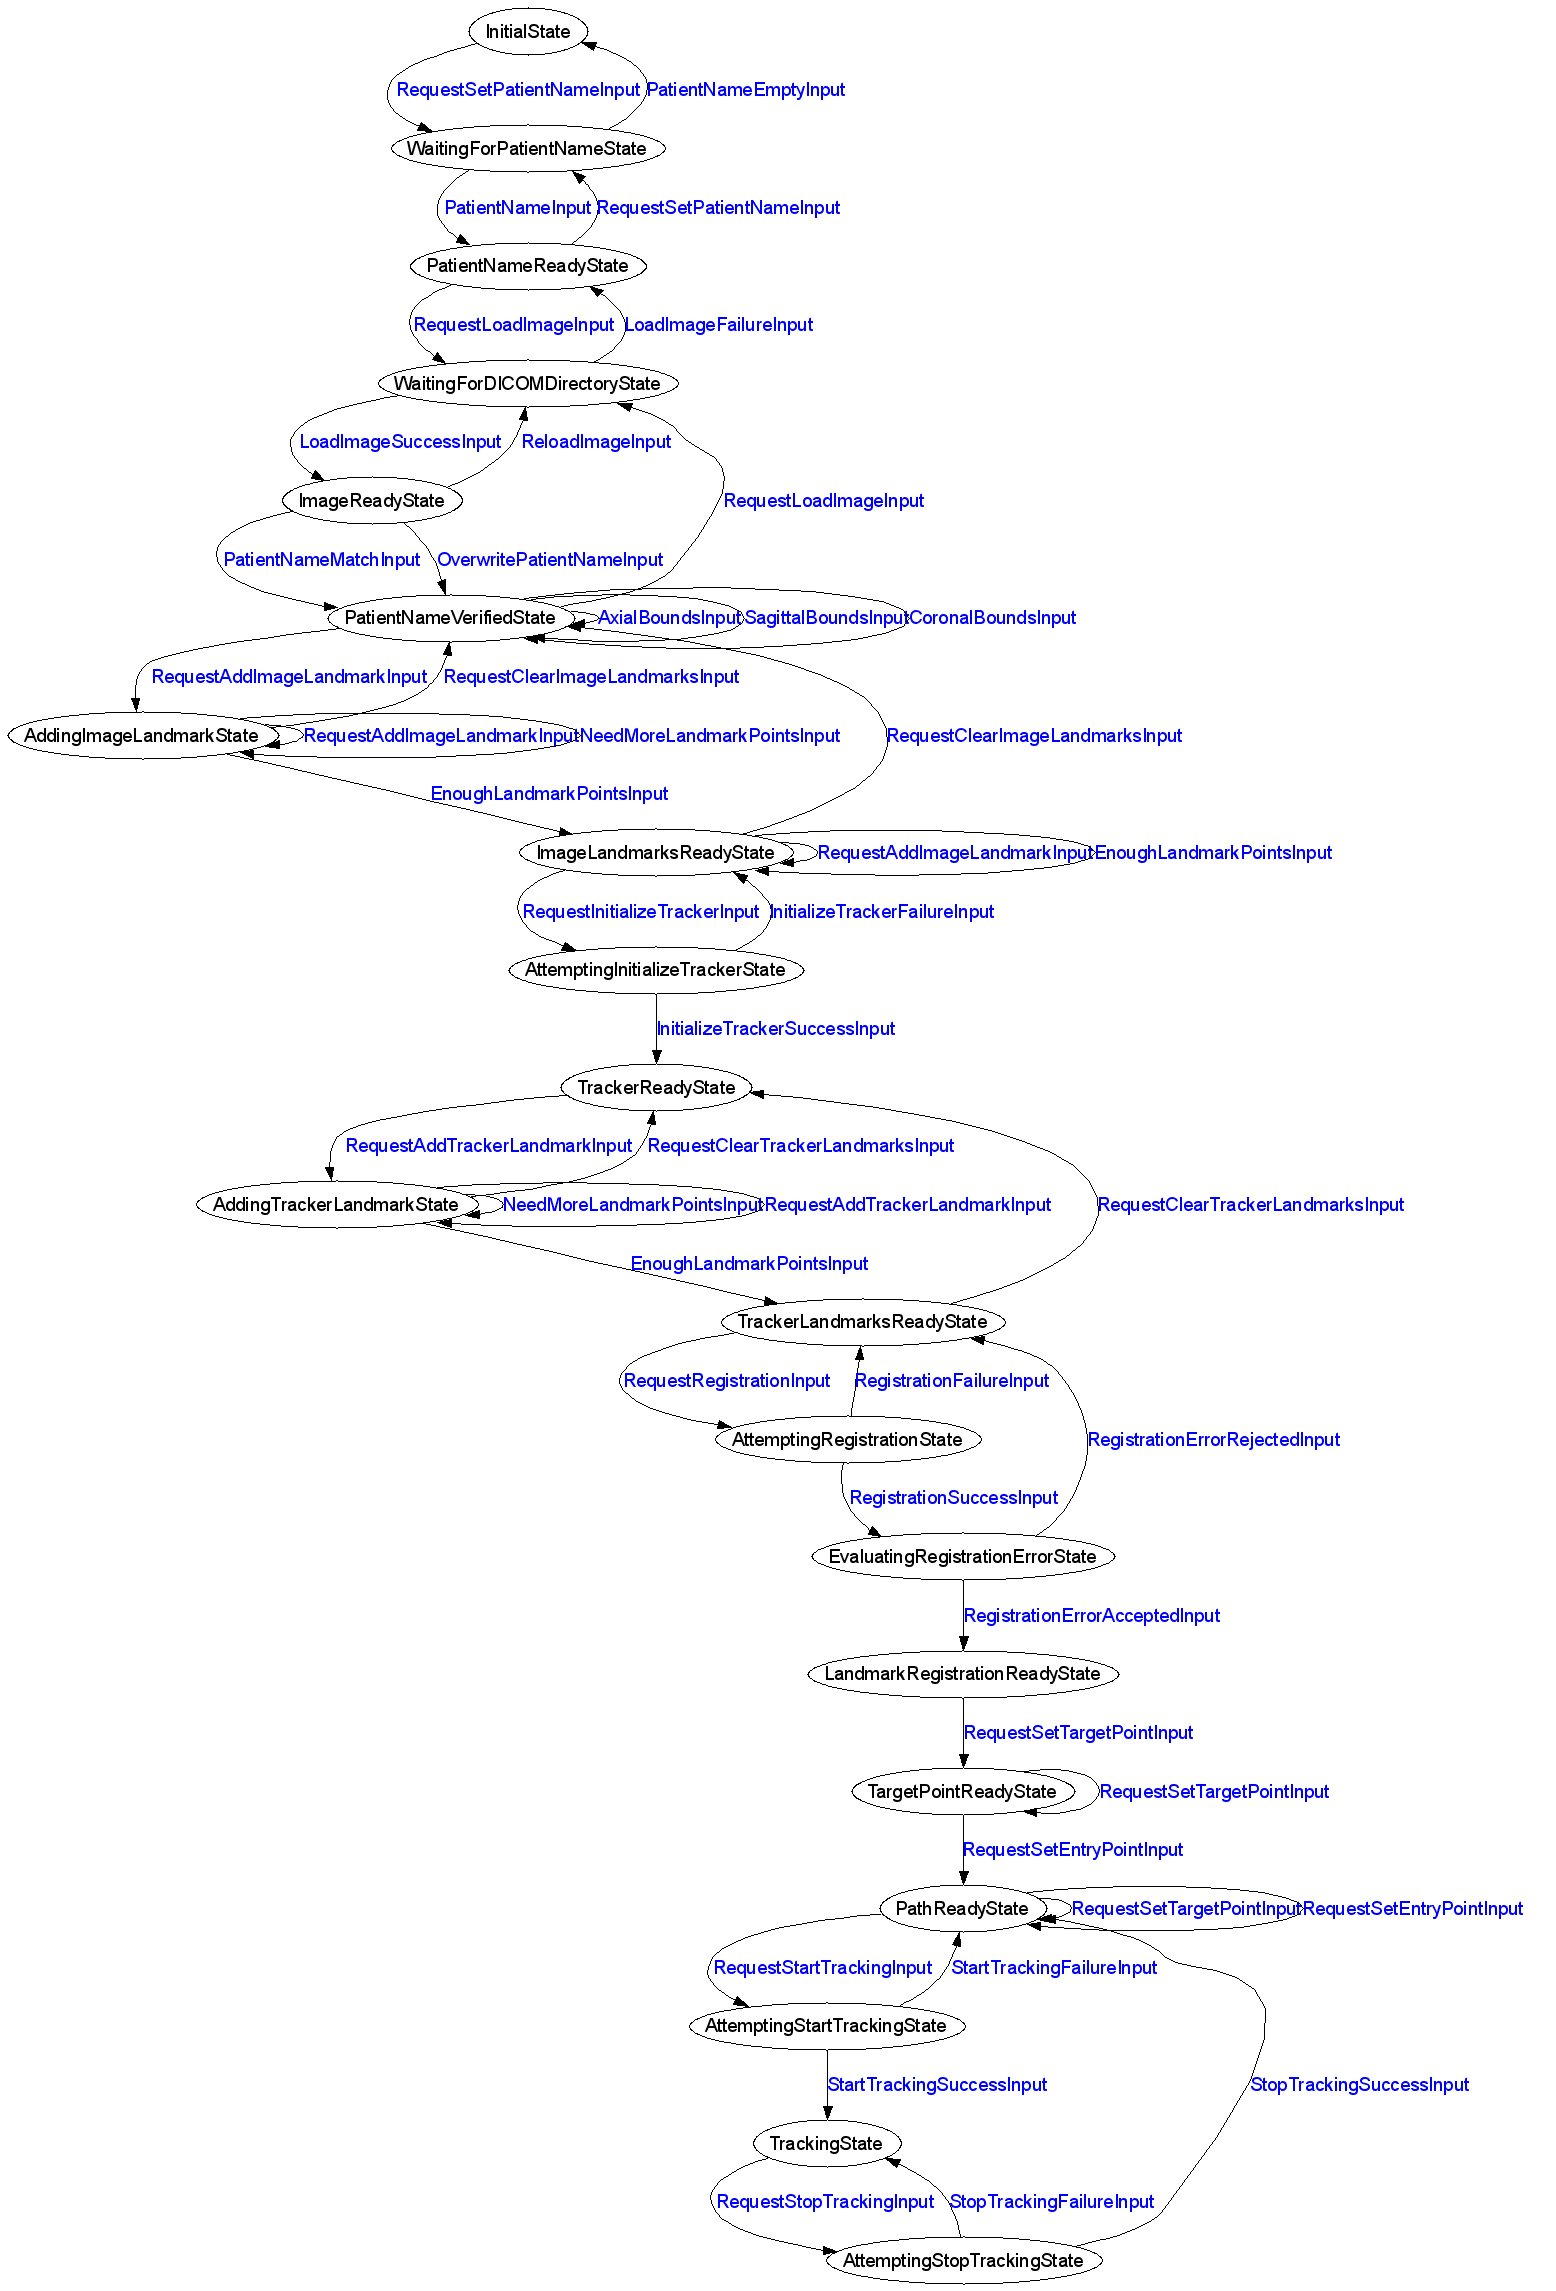 InitialState
RequestSetPatientNameInput PatientNameEmptyInput
WaitingForPatientNameState
PatientNameInput RequestSetPatientNameInput
PatientNameReadyState
RequestLoadImageInput LoadImageFailureInput
WaitingForDICOMDirectoryState
LoadImageSuccessInput ReloadImageInput
ImageReadyState RequestLoadImageInput
PatientNameMatchInput OverwritePatientNameInput
PatientNameVerifiedState AxialBoundsInput SagittalBoundsInput CoronalBoundsInput
RequestAddImageLandmarkInput RequestClearImageLandmarksInput
AddingImageLandmarkState RequestAddImageLandmarkInput NeedMoreLandmarkPointsInput RequestClearImageLandmarksInput
EnoughLandmarkPointsInput
ImageLandmarksReadyState RequestAddImageLandmarkInput EnoughLandmarkPointsInput
RequestInitializeTrackerInput InitializeTrackerFailureInput
AttemptingInitializeTrackerState
InitializeTrackerSuccessInput
TrackerReadyState
RequestAddTrackerLandmarkInput RequestClearTrackerLandmarksInput
AddingTrackerLandmarkState NeedMoreLandmarkPointsInput RequestAddTrackerLandmarkInput RequestClearTrackerLandmarksInput
EnoughLandmarkPointsInput
TrackerLandmarksReadyState
RequestRegistrationInput RegistrationFailureInput
AttemptingRegistrationState RegistrationErrorRejectedInput
RegistrationSuccessInput
EvaluatingRegistrationErrorState
RegistrationErrorAcceptedInput
LandmarkRegistrationReadyState
RequestSetTargetPointInput
TargetPointReadyState RequestSetTargetPointInput
RequestSetEntryPointInput
PathReadyState RequestSetTargetPointInput RequestSetEntryPointInput
RequestStartTrackingInput StartTrackingFailureInput
AttemptingStartTrackingState
StartTrackingSuccessInput StopTrackingSuccessInput
TrackingState
RequestStopTrackingInput StopTrackingFailureInput
AttemptingStopTrackingState